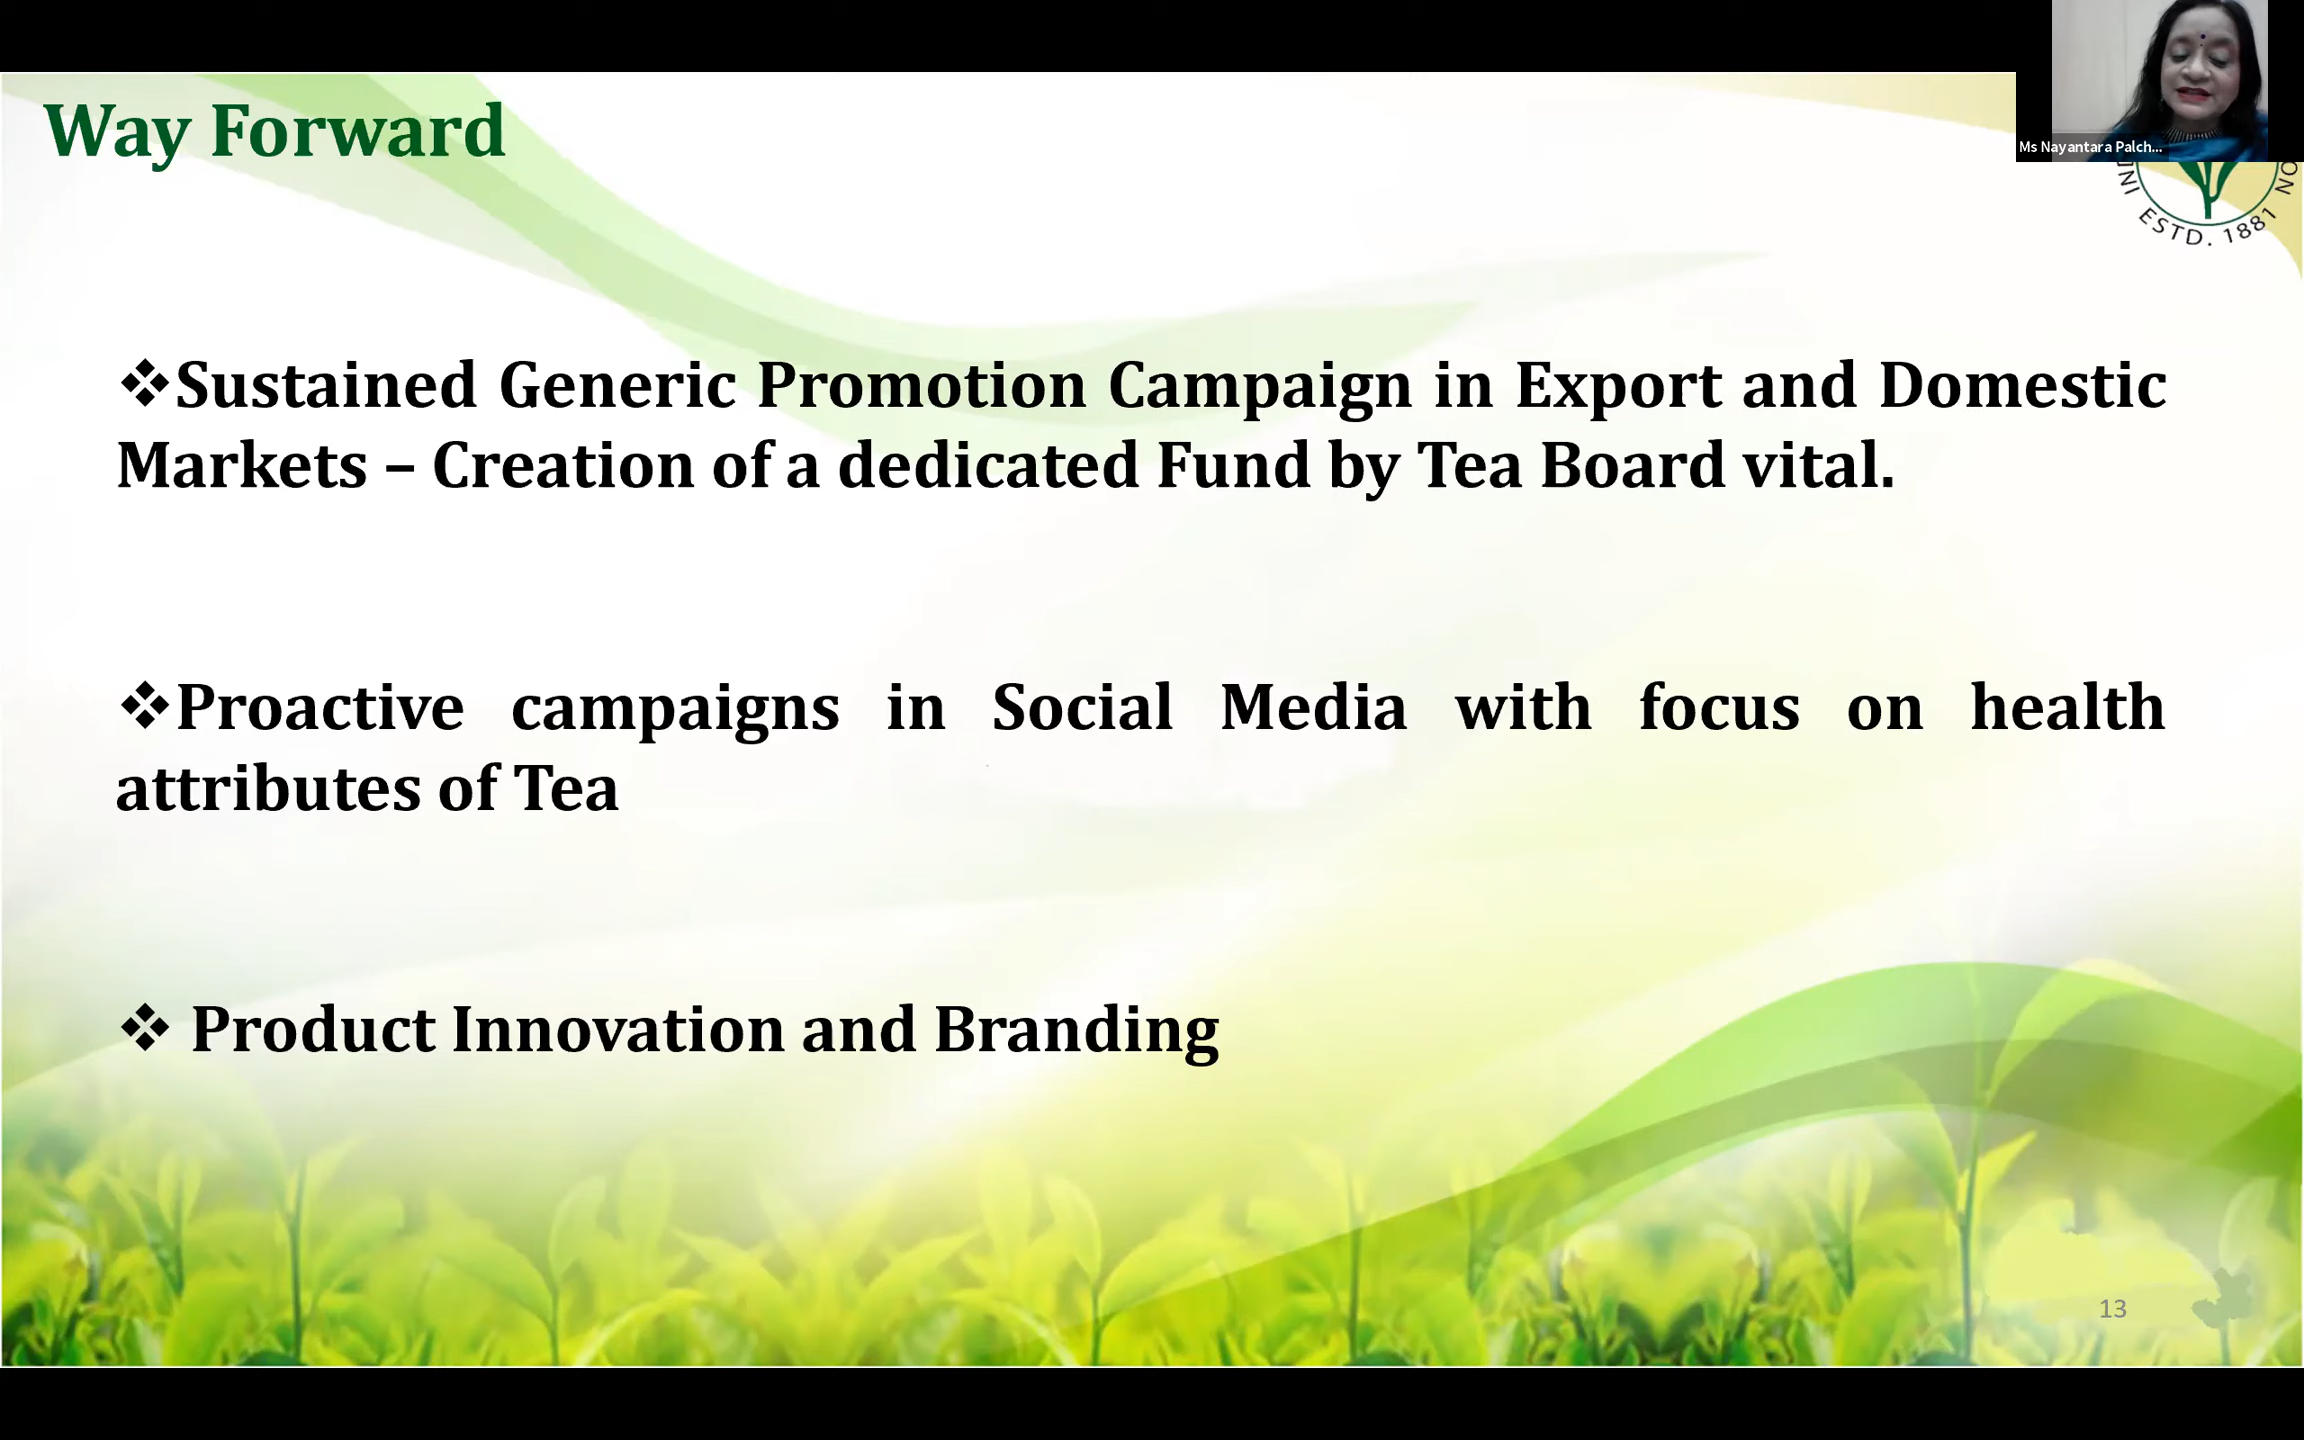 Way Forward
Ms Nayantara Palch...
ESTD. 1881
❖Sustained Generic Promotion Campaign in Export and Domestic
Markets – Creation of a dedicated Fund by Tea Board vital.
❖Proactive campaigns in Social Media with focus on health
attributes of Tea
❖ Product Innovation and Branding
13